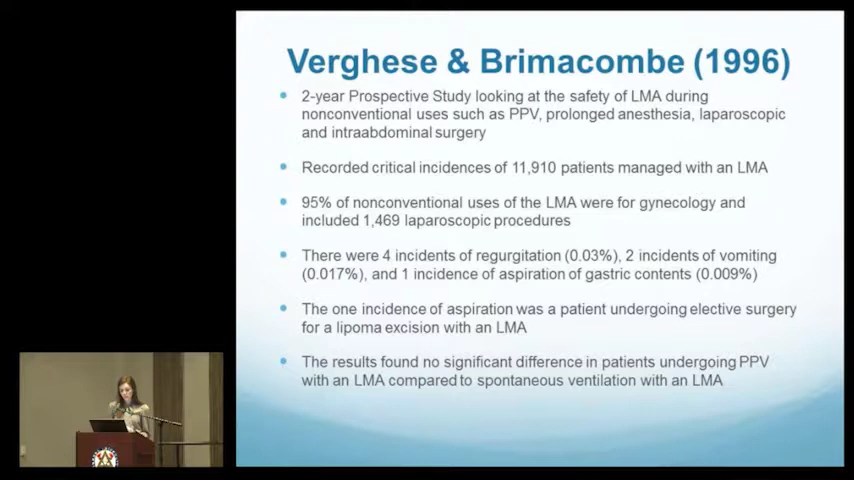 Verghese & Brimacombe (1996)
2-year Prospective Study looking at the safety of LMA during
nonconventional uses such as PPV, prolonged anesthesia, laparoscopic
and intraabdominal surgery
Recorded critical incidences of 11,910 patients managed with an LMA
95% of nonconventional uses of the LMA were for gynecology and
included 1,469 laparoscopic procedures
There were 4 incidents of regurgitation (0.03%), 2 incidents of vomiting
(0.017%), and 1 incidence of aspiration of gastric contents (0.009%)
The one incidence of aspiration was a patient undergoing elective surgery
for a lipoma excision with an LMA
The results found no significant difference in patients undergoing PPV
with an LMA compared to spontaneous ventilation with an LMA